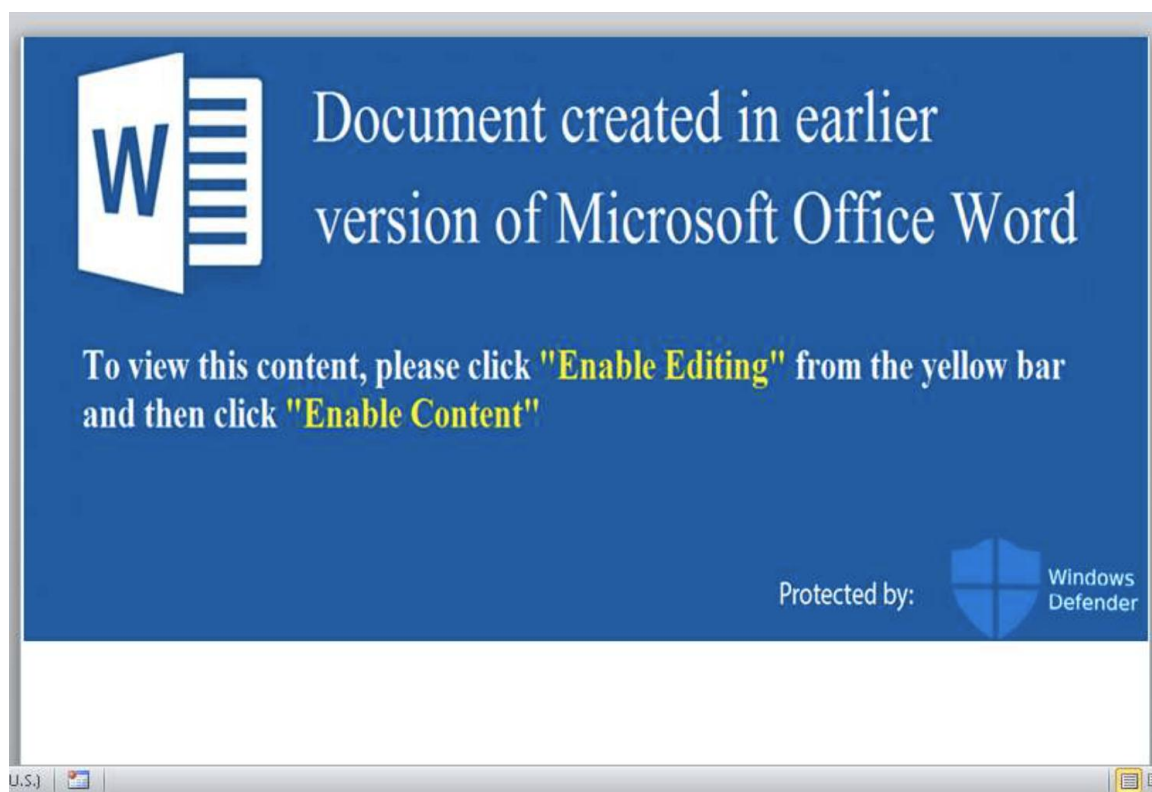 W
Document created in earlier
version of Microsoft Office Word
To view this content, please click "Enable Editing" from the yellow bar
and then click "Enable Content"
Protected by:
Windows
Defender
U.S.)